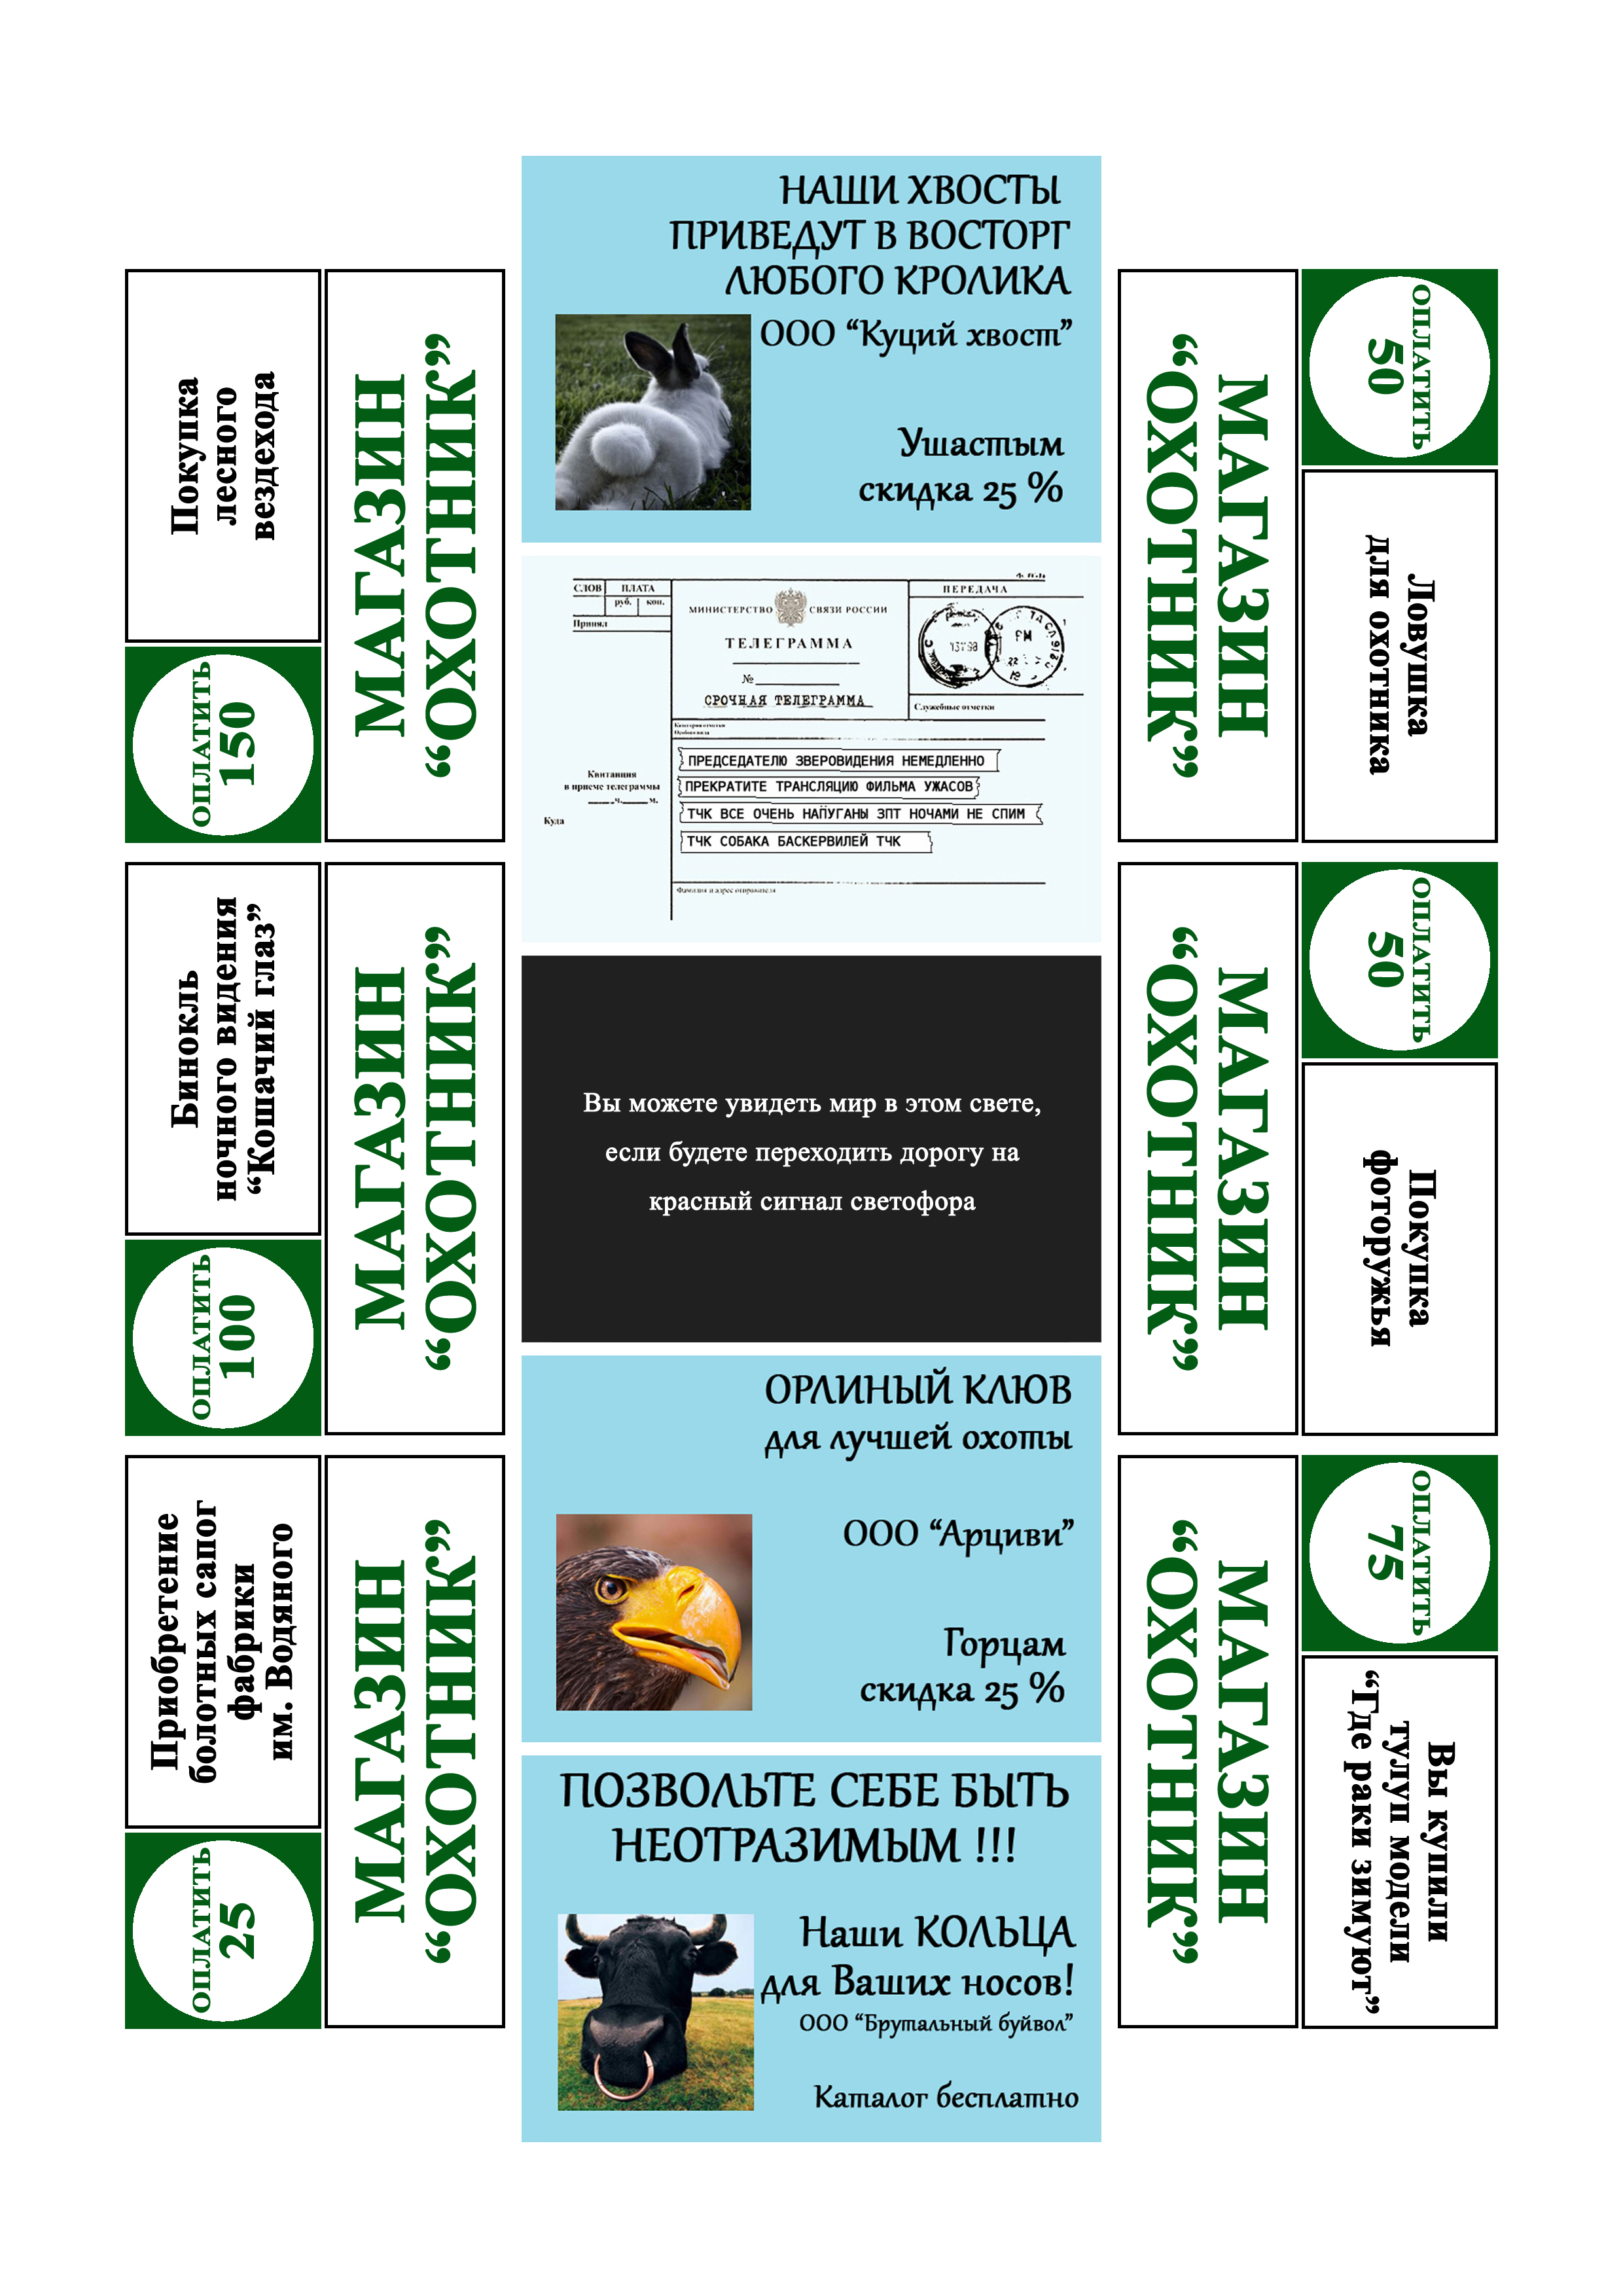 Покупка
лесного
вездехода
ОПЛАТИТЬ
150
МАГАЗИН
“ОХОТНИК”
Бинокль
ночного видения
“Кошачий глаз”
ОПЛАТИТЬ
100
МАГАЗИН
“ОХОТНИК”
Приобретение
болотных сапог
фабрики
им. Водяного
ОПЛАТИТЬ
25
МАГАЗИН
“ОХОТНИК”
НАШИ ХВОСТЫ
ПРИВЕДУТ В ВОСТОРГ
ЛЮБОГО КРОЛИКА
ООО “Куций хвост”
Ушастым
скидка 25 %
СЛОВ ПЛАТА
руб. коп.
Принял
МИНИСТЕРСТВО СВЯЗИ РОССИИ
ТЕЛЕГРАММА
№
СРОЧНАЯ ТЕЛЕГРАММА
ПЕРЕДАЧА
Служебные отметки
Категория отметки
Особого вида
ПРЕДСЕДАТЕЛЮ ЗВЕРОВИДЕНИЯ НЕМЕДЛЕННО
ПРЕКРАТИТЕ ТРАНСЛЯЦИЮ ФИЛЬМА УЖАСОВ
ТЧК ВСЕ ОЧЕНЬ НАПУГАНЫ ЗПТ НОЧАМИ НЕ СПИМ
ТЧК СОБАКА БАСКЕРВИЛЕЙ ТЧК
Квитанция
в приеме телеграммы
ч. м.
Куда
Фамилия и адрес отправителя
Вы можете увидеть мир в этом свете,
если будете переходить дорогу на
красный сигнал светофора
ОРЛИНЫЙ КЛЮВ
для лучшей охоты
ООО “Арциви”
Горцам
скидка 25 %
ПОЗВОЛЬТЕ СЕБЕ БЫТЬ
НЕОТРАЗИМЫМ !!!
Наши КОЛЬЦА
для Ваших носов!
ООО “Брутальный буйвол”
Каталог бесплатно
МАГАЗИН
“ОХОТНИК”
ОПЛАТИТЬ
50
Ловушка
для охотника
МАГАЗИН
“ОХОТНИК”
ОПЛАТИТЬ
50
Покупка
фоторужья
МАГАЗИН
“ОХОТНИК”
ОПЛАТИТЬ
75
Вы купили
тулуп модели
“Где раки зимуют”